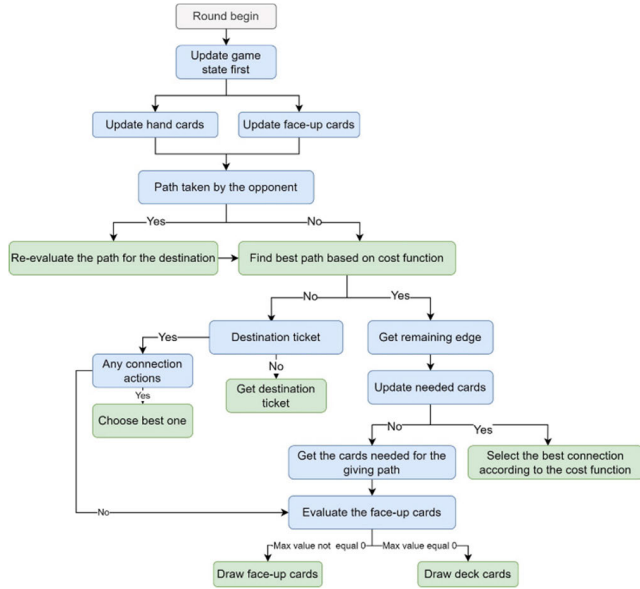 Round begin
Update game
state first
Update hand cards
Update face-up cards
Path taken by the opponent
Yes
No
Re-evaluate the path for the destination
Find best path based on cost function
No
Yes
Yes
Destination ticket
Get remaining edge
Any connection
actions
No
Update needed cards
Yes
Get destination
ticket
Choose best one
No
Yes
Get the cards needed for the
giving path
Select the best connection
according to the cost function
No
Evaluate the face-up cards
Max value not equal 0
Max value equal 0
Draw face-up cards
Draw deck cards